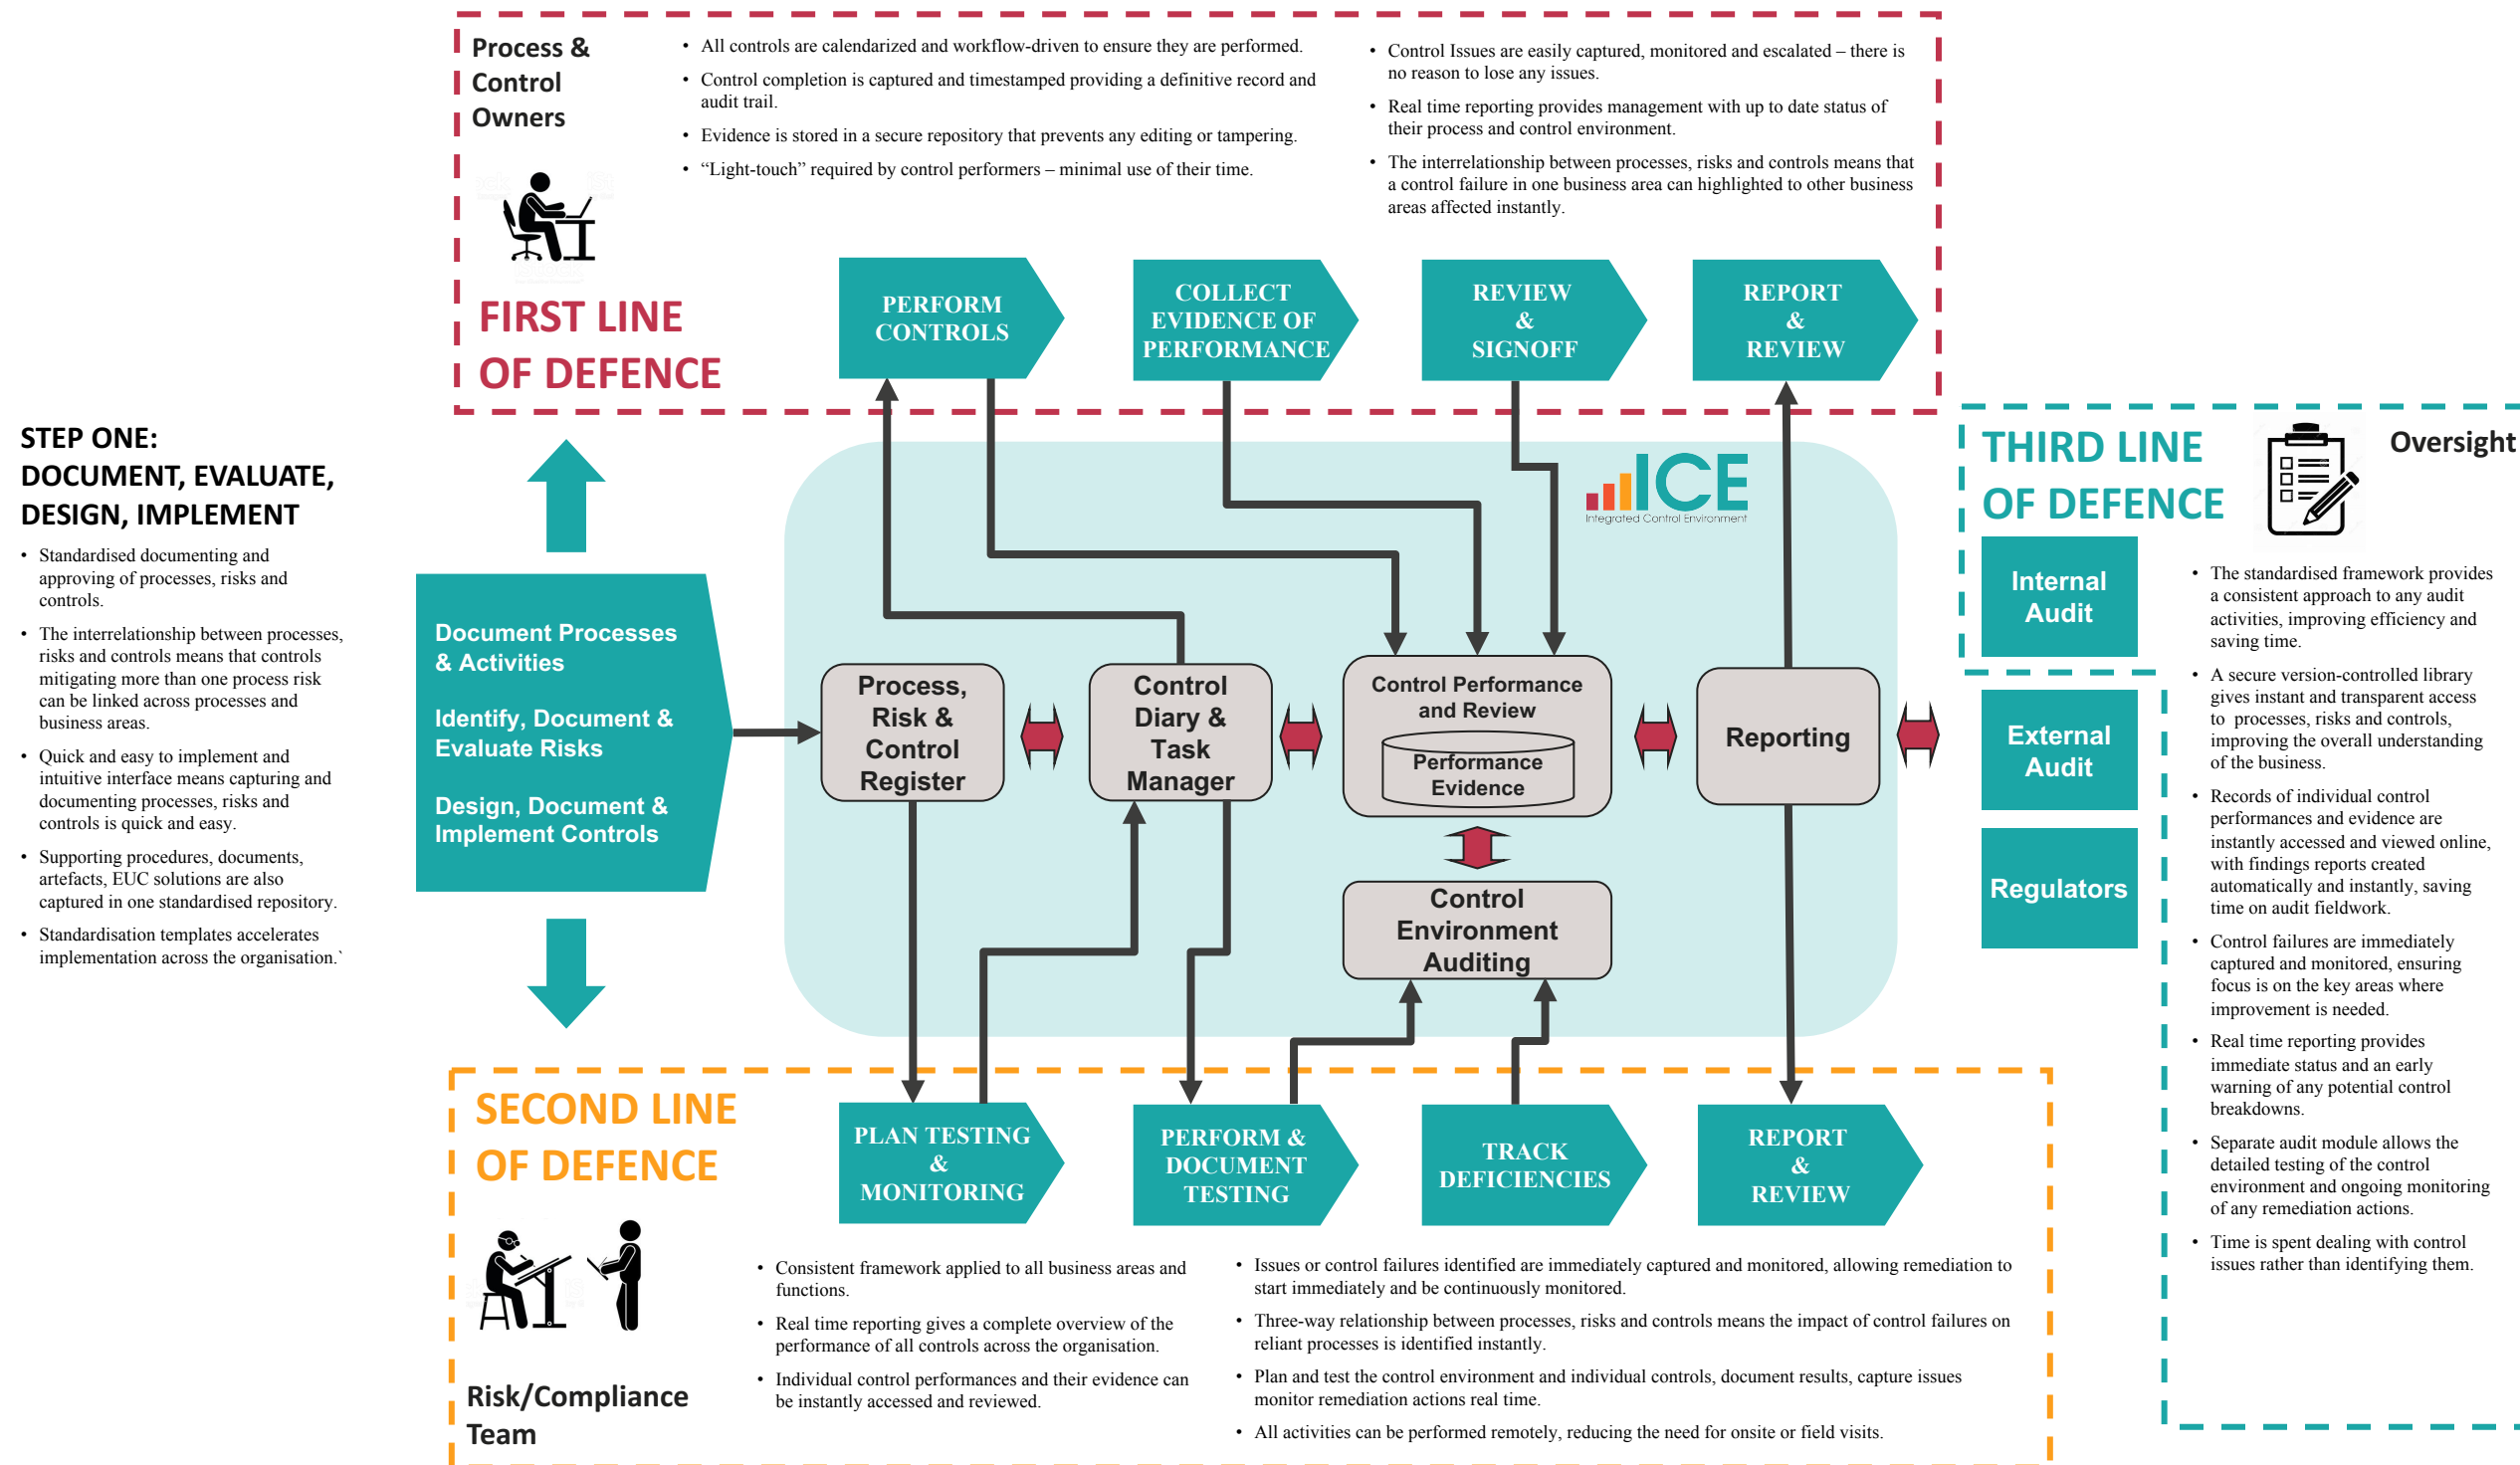 Process &
Control
Owners
• All controls are calendarized and workflow-driven to ensure they are performed.
• Control completion is captured and timestamped providing a definitive record and
audit trail.
• Evidence is stored in a secure repository that prevents any editing or tampering.
• “Light-touch” required by control performers – minimal use of their time.
• Control Issues are easily captured, monitored and escalated – there is
no reason to lose any issues.
• Real time reporting provides management with up to date status of
their process and control environment.
• The interrelationship between processes, risks and controls means that
a control failure in one business area can highlighted to other business
areas affected instantly.
FIRST LINE
OF DEFENCE
PERFORM
CONTROLS
COLLECT
EVIDENCE OF
PERFORMANCE
REVIEW
&
SIGNOFF
REPORT
&
REVIEW
STEP ONE:
DOCUMENT, EVALUATE,
DESIGN, IMPLEMENT
• Standardised documenting and
approving of processes, risks and
controls.
• The interrelationship between processes,
risks and controls means that controls
mitigating more than one process risk
can be linked across processes and
business areas.
• Quick and easy to implement and
intuitive interface means capturing and
documenting processes, risks and
controls is quick and easy.
• Supporting procedures, documents,
artefacts, EUC solutions are also
captured in one standardised repository.
• Standardisation templates accelerates
implementation across the organisation.`
Document Processes
& Activities
Identify, Document &
Evaluate Risks
Design, Document &
Implement Controls
ICE
Integrated Control Environment
Process,
Risk &
Control
Register
Control
Diary &
Task
Manager
Control Performance
and Review
Performance
Evidence
Reporting
Control
Environment
Auditing
THIRD LINE
OF DEFENCE
Oversight
Internal
Audit
External
Audit
Regulators
• The standardised framework provides
a consistent approach to any audit
activities, improving efficiency and
saving time.
• A secure version-controlled library
gives instant and transparent access
to processes, risks and controls,
improving the overall understanding
of the business.
• Records of individual control
performances and evidence are
instantly accessed and viewed online,
with findings reports created
automatically and instantly, saving
time on audit fieldwork.
• Control failures are immediately
captured and monitored, ensuring
focus is on the key areas where
improvement is needed.
• Real time reporting provides
immediate status and an early
warning of any potential control
breakdowns.
• Separate audit module allows the
detailed testing of the control
environment and ongoing monitoring
of any remediation actions.
• Time is spent dealing with control
issues rather than identifying them.
SECOND LINE
OF DEFENCE
PLAN TESTING
&
MONITORING
PERFORM &
DOCUMENT
TESTING
TRACK
DEFICIENCIES
REPORT
&
REVIEW
Risk/Compliance
Team
• Consistent framework applied to all business areas and
functions.
• Real time reporting gives a complete overview of the
performance of all controls across the organisation.
• Individual control performances and their evidence can
be instantly accessed and reviewed.
• Issues or control failures identified are immediately captured and monitored, allowing remediation to
start immediately and be continuously monitored.
• Three-way relationship between processes, risks and controls means the impact of control failures on
reliant processes is identified instantly.
• Plan and test the control environment and individual controls, document results, capture issues
monitor remediation actions real time.
• All activities can be performed remotely, reducing the need for onsite or field visits.